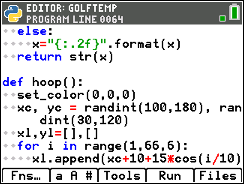 EDITOR: GOLFTEMP
PROGRAM LINE 0064
else:
x="{:.2f}".format(x)
return str(x)
def hoop():
set_color(0,0,0)
xc, yc = randint(100,180), ran
dint(30,120)
xl,yl=[],[]
for i in range(1,66,6):
xl.append(xc+10+15*cos(i/10)
Fns… a A # Tools Run Files